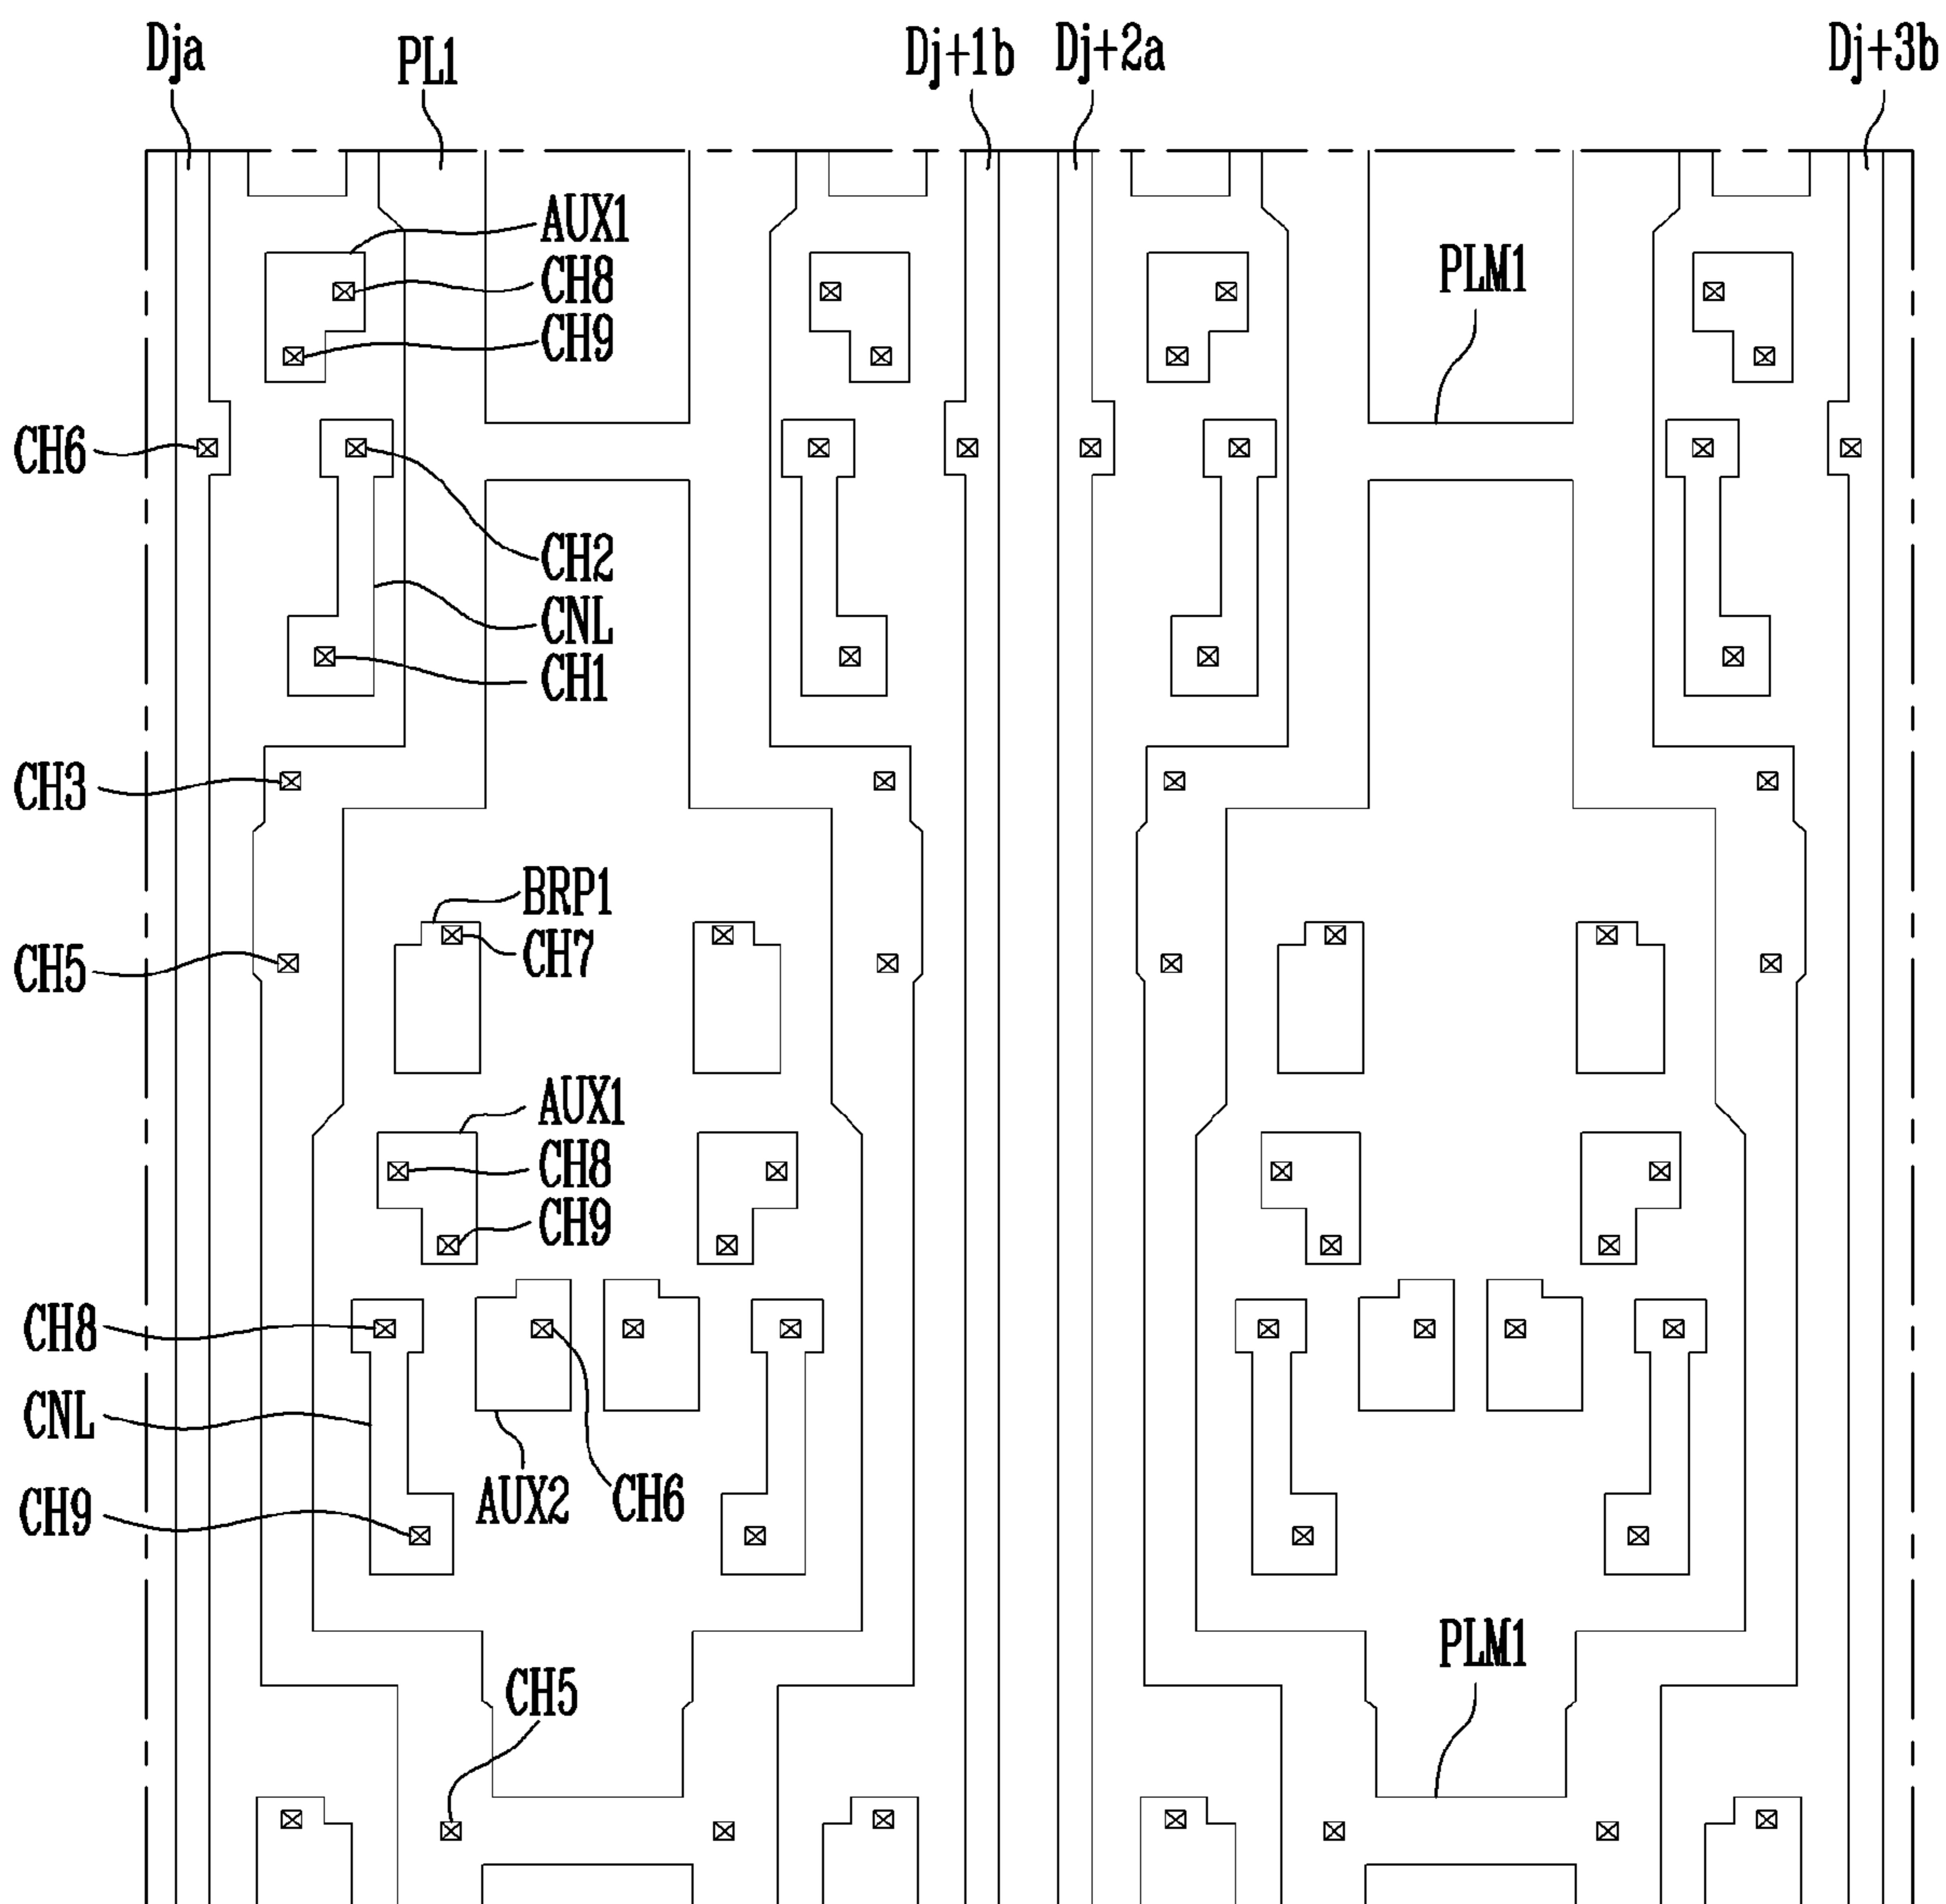 Dja
PL1
Dj+1b
Dj+2a
Dj+3b
AUX1
CH8
CH9
PLM1
CH6
CH2
CNL
CH1
CH3
BRP1
CH7
CH5
AUX1
CH8
CH9
CH8
CNL
CH9
AUX2
CH6
PLM1
CH5